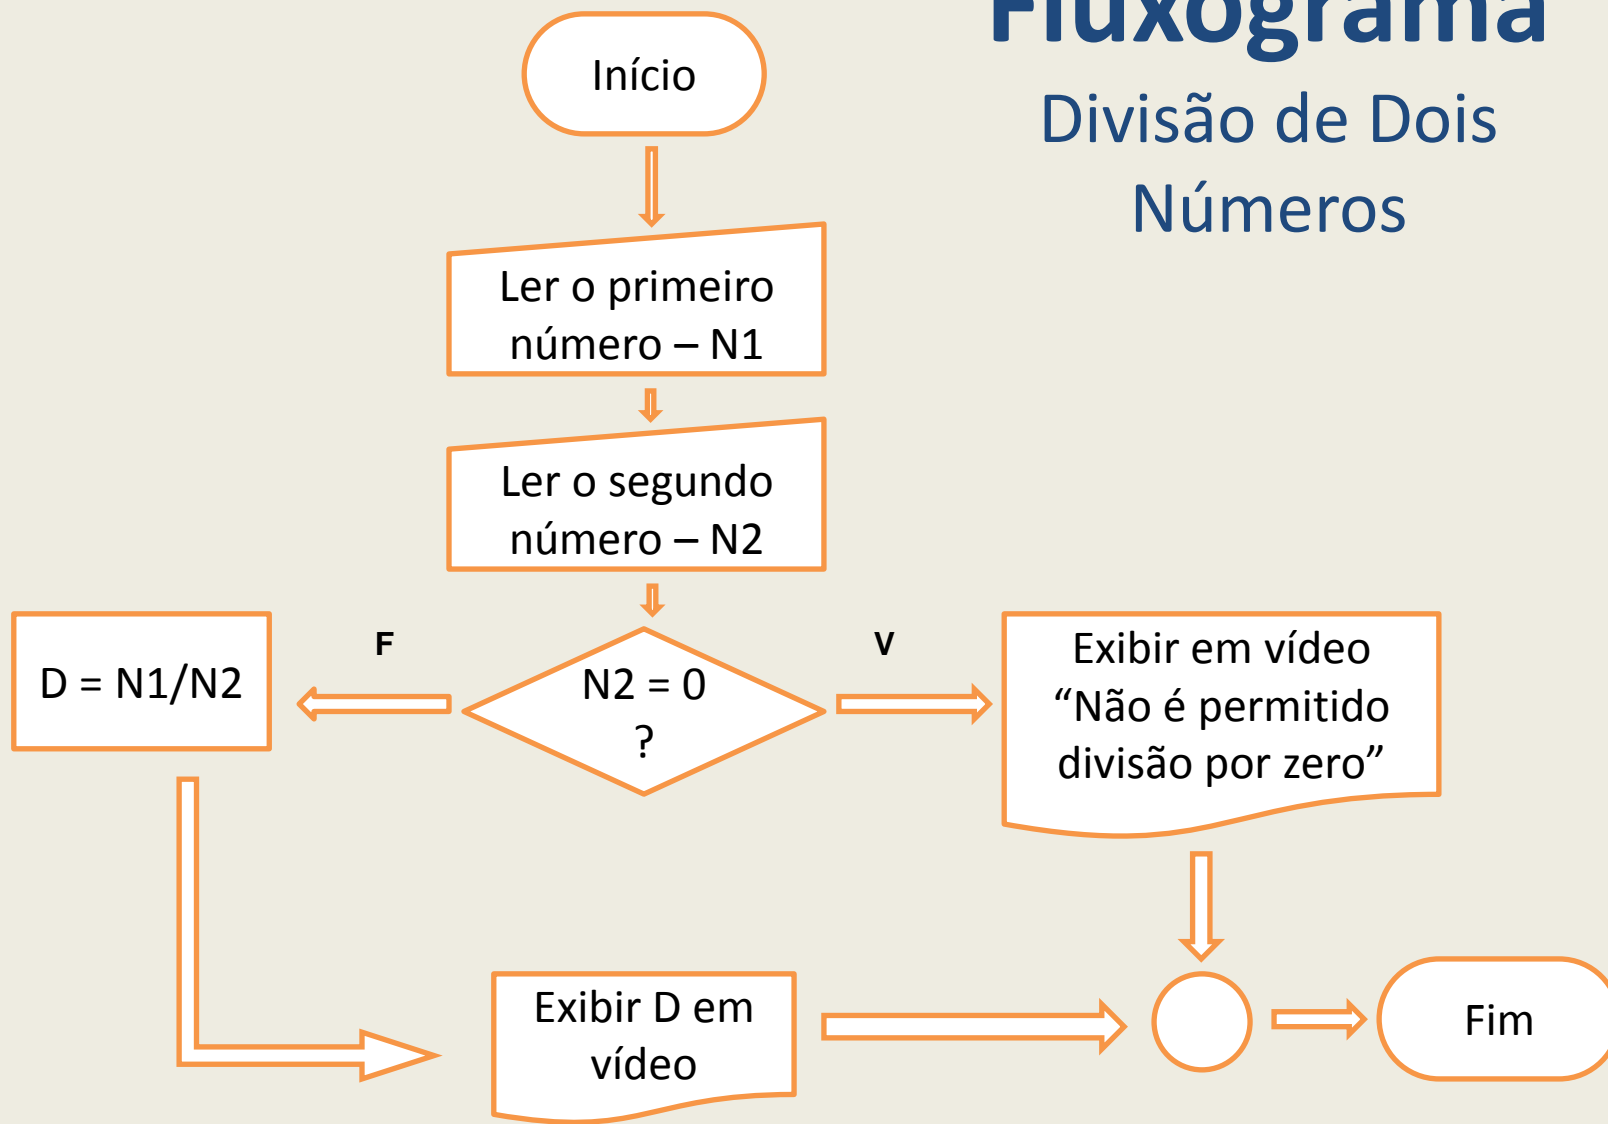 Fluxograma
Divisão de Dois
Números
Início
Ler o primeiro
número – N1
Ler o segundo
número – N2
N2 = 0
?
F
V
D = N1/N2
Exibir em vídeo
“Não é permitido
divisão por zero”
Exibir D em
vídeo
Fim